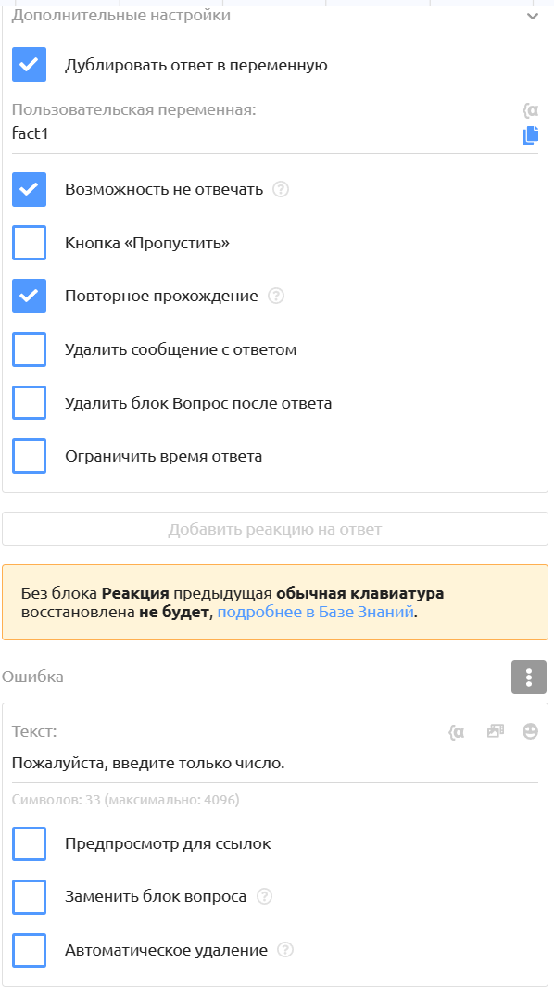 Дополнительные настройки
Дублировать ответ в переменную
Пользовательская переменная:
{α
fact1
Возможность не отвечать ?
Кнопка «Пропустить»
Повторное прохождение ?
Удалить сообщение с ответом
Удалить блок Вопрос после ответа
Ограничить время ответа
Добавить реакцию на ответ
Без блока Реакция предыдущая обычная клавиатура
восстановлена не будет, подробнее в Базе Знаний.
Ошибка
Текст: {α
Пожалуйста, введите только число.
Символов: 33 (максимально: 4096)
Предпросмотр для ссылок
Заменить блок вопроса ?
Автоматическое удаление ?